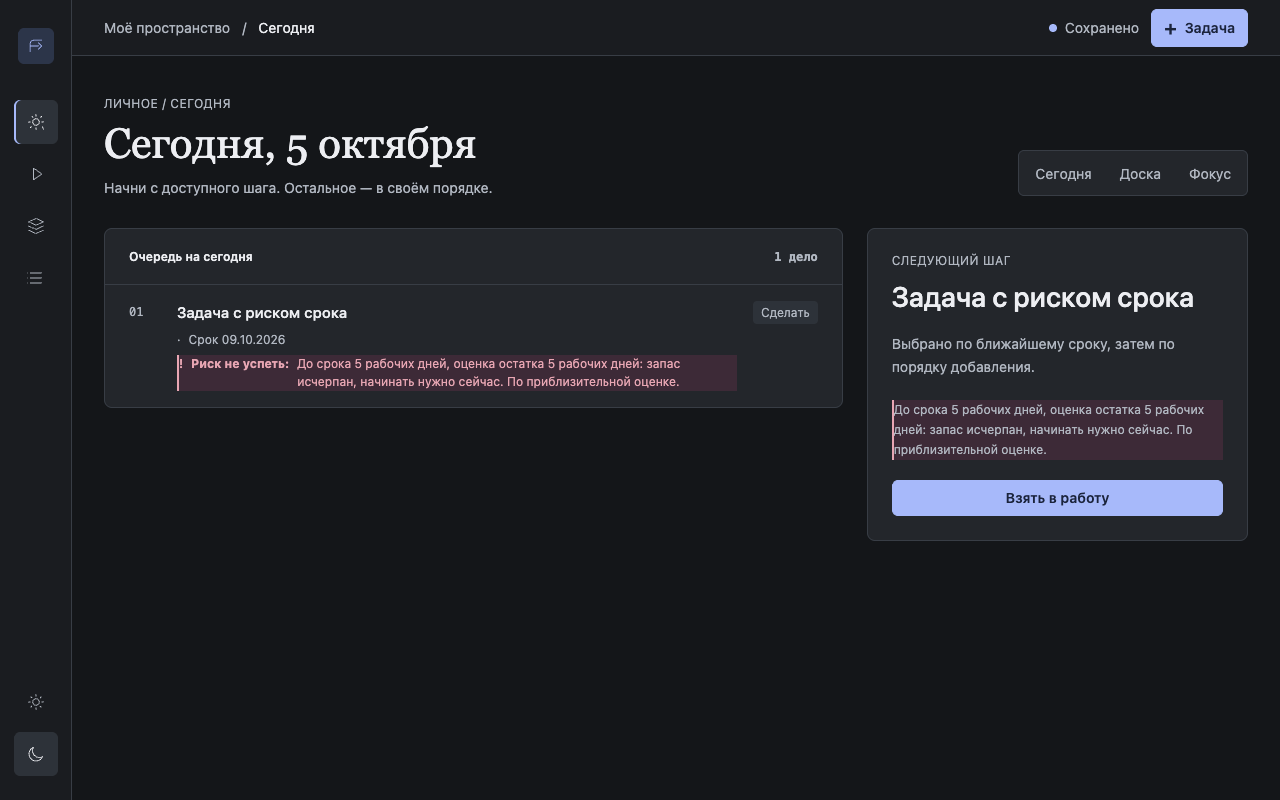 Моё пространство / Сегодня
Сохранено
+ Задача
ЛИЧНОЕ / СЕГОДНЯ
Сегодня, 5 октября
Начни с доступного шага. Остальное — в своём порядке.
Сегодня Доска Фокус
Очередь на сегодня
1 дело
01
Задача с риском срока
Сделать
· Срок 09.10.2026
! Риск не успеть: До срока 5 рабочих дней, оценка остатка 5 рабочих дней: запас
исчерпан, начинать нужно сейчас. По приблизительной оценке.
СЛЕДУЮЩИЙ ШАГ
Задача с риском срока
Выбрано по ближайшему сроку, затем по
порядку добавления.
До срока 5 рабочих дней, оценка остатка 5 рабочих
дней: запас исчерпан, начинать нужно сейчас. По
приблизительной оценке.
Взять в работу